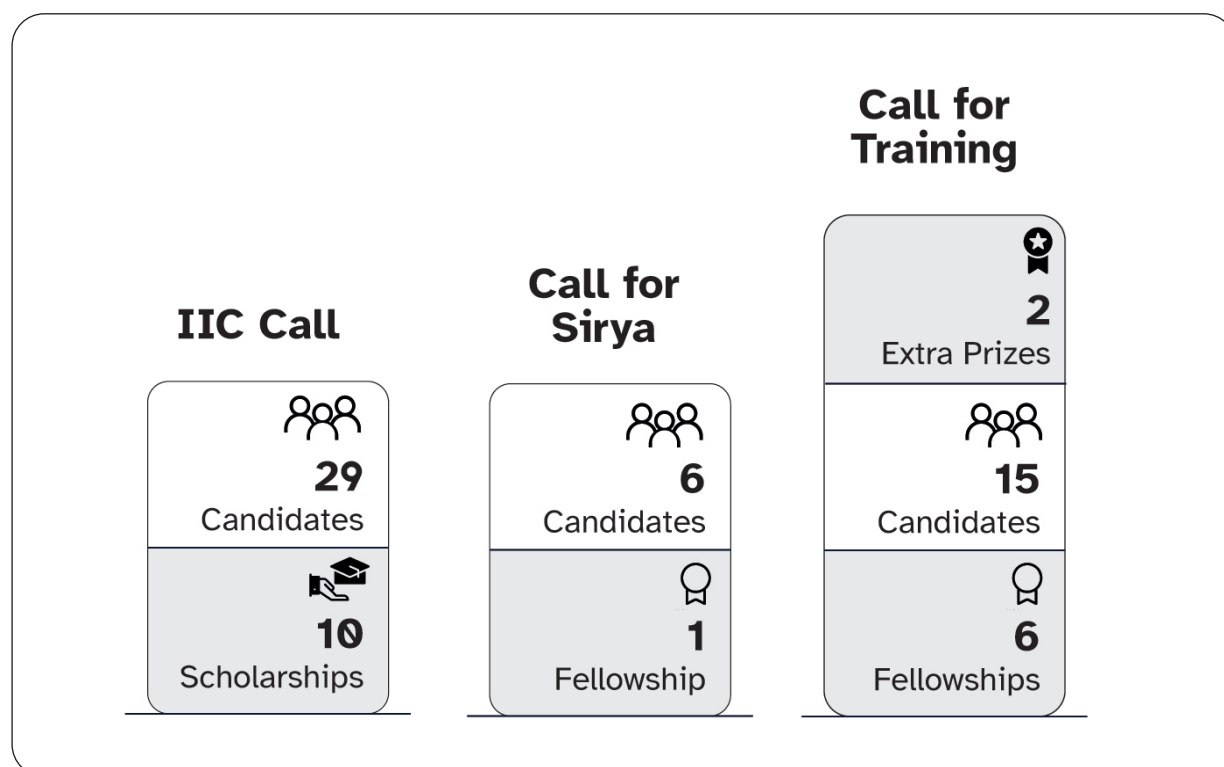 IIC Call
29
Candidates
10
Scholarships
Call for
Sirya
6
Candidates
1
Fellowship
Call for
Training
2
Extra Prizes
15
Candidates
6
Fellowships